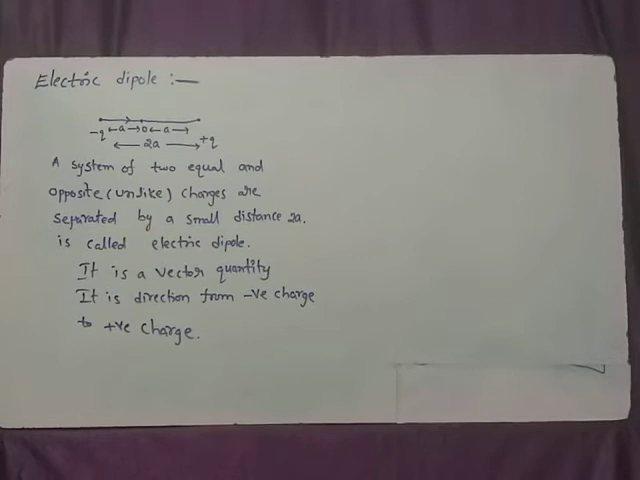 Electric dipole :—
-q ←a→ 0 ←a→ +q
← 2a →
A system of two equal and
opposite (unlike) charges are
separated by a small distance 2a.
is called electric dipole.
It is a vector quantity
It is direction from -ve charge
to +ve charge.